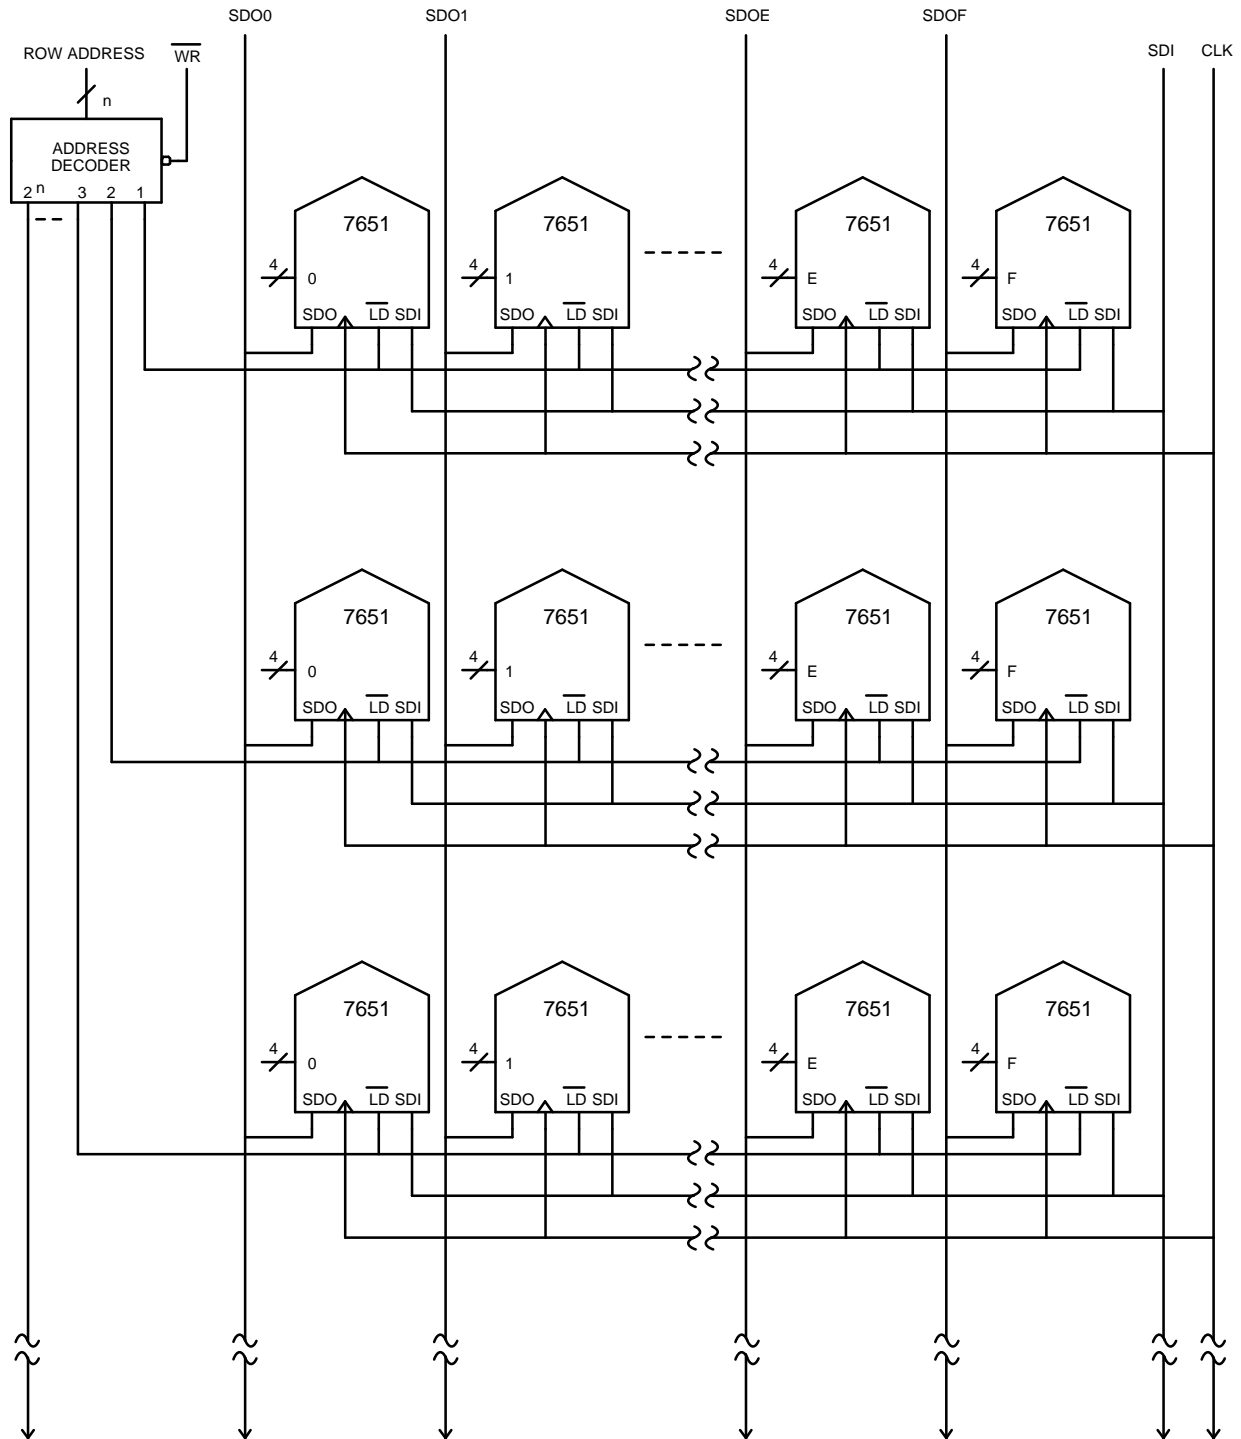 SDO0 SDO1 SDOE SDOF
ROW ADDRESS WR SDI CLK
n
ADDRESS
DECODER
2n 3 2 1
7651 7651 7651 7651
4 0 4 1 4 E 4 F
SDO LD SDI SDO LD SDI SDO LD SDI SDO LD SDI
7651 7651 7651 7651
4 0 4 1 4 E 4 F
SDO LD SDI SDO LD SDI SDO LD SDI SDO LD SDI
7651 7651 7651 7651
4 0 4 1 4 E 4 F
SDO LD SDI SDO LD SDI SDO LD SDI SDO LD SDI